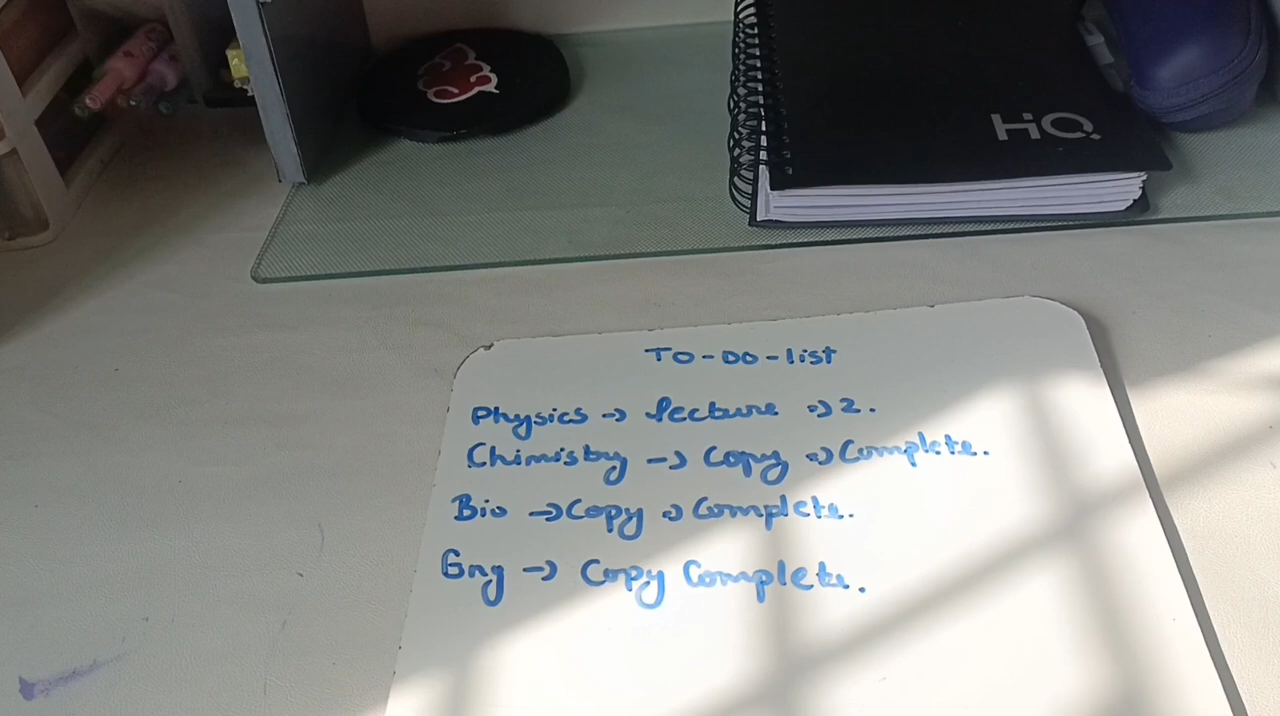 HQ
TO-DO-list
Physics → lecture ⇒ 2.
Chimistry → Copy ⇒ Complete.
Bio → Copy ⇒ Complete.
Eng → Copy Complete.